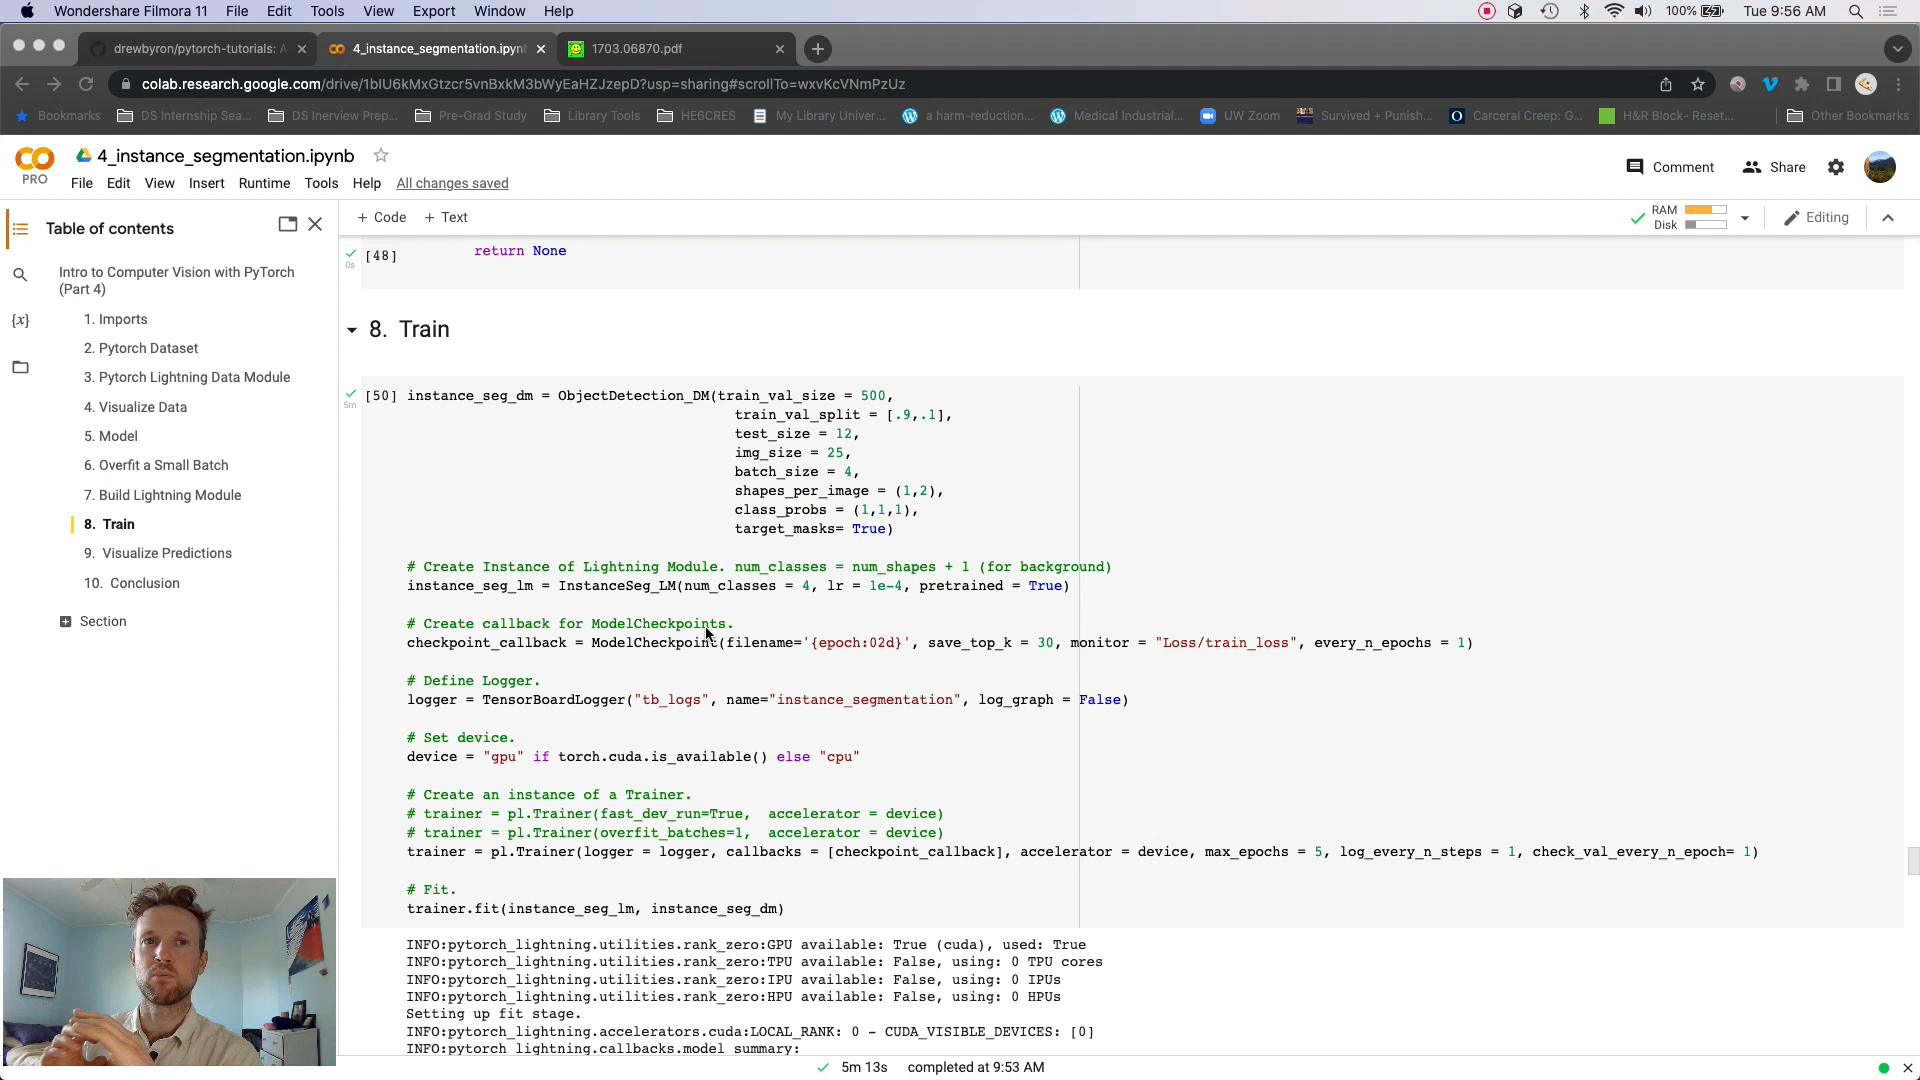 Wondershare Filmora 11 File Edit Tools View Export Window Help 100% Tue 9:56 AM
drewbyron/pytorch-tutorials: A 4_instance_segmentation.ipyn 1703.06870.pdf
colab.research.google.com/drive/1blU6kMxGtzcr5vnBxkM3bWyEaHZJzepD?usp=sharing#scrollTo=wxvKcVNmPzUz
Bookmarks DS Internship Sea... DS Inerview Prep... Pre-Grad Study Library Tools HE6CRES My Library Univer... a harm-reduction... Medical Industrial... UW Zoom Survived + Punish... Carceral Creep: G... H&R Block- Reset... Other Bookmarks
CO PRO
4_instance_segmentation.ipynb
Comment Share
File Edit View Insert Runtime Tools Help All changes saved
Table of contents
+ Code + Text
RAM
Disk
Editing
Intro to Computer Vision with PyTorch
(Part 4)
1. Imports
2. Pytorch Dataset
3. Pytorch Lightning Data Module
4. Visualize Data
5. Model
6. Overfit a Small Batch
7. Build Lightning Module
8. Train
9. Visualize Predictions
10. Conclusion
Section
{x}
[48] return None
0s
8. Train
[50] instance_seg_dm = ObjectDetection_DM(train_val_size = 500,
5m
train_val_split = [.9,.1],
test_size = 12,
img_size = 25,
batch_size = 4,
shapes_per_image = (1,2),
class_probs = (1,1,1),
target_masks= True)
# Create Instance of Lightning Module. num_classes = num_shapes + 1 (for background)
instance_seg_lm = InstanceSeg_LM(num_classes = 4, lr = 1e-4, pretrained = True)
# Create callback for ModelCheckpoints.
checkpoint_callback = ModelCheckpoint(filename='{epoch:02d}', save_top_k = 30, monitor = "Loss/train_loss", every_n_epochs = 1)
# Define Logger.
logger = TensorBoardLogger("tb_logs", name="instance_segmentation", log_graph = False)
# Set device.
device = "gpu" if torch.cuda.is_available() else "cpu"
# Create an instance of a Trainer.
# trainer = pl.Trainer(fast_dev_run=True, accelerator = device)
# trainer = pl.Trainer(overfit_batches=1, accelerator = device)
trainer = pl.Trainer(logger = logger, callbacks = [checkpoint_callback], accelerator = device, max_epochs = 5, log_every_n_steps = 1, check_val_every_n_epoch= 1)
# Fit.
trainer.fit(instance_seg_lm, instance_seg_dm)
INFO:pytorch_lightning.utilities.rank_zero:GPU available: True (cuda), used: True
INFO:pytorch_lightning.utilities.rank_zero:TPU available: False, using: 0 TPU cores
INFO:pytorch_lightning.utilities.rank_zero:IPU available: False, using: 0 IPUs
INFO:pytorch_lightning.utilities.rank_zero:HPU available: False, using: 0 HPUs
Setting up fit stage.
INFO:pytorch_lightning.accelerators.cuda:LOCAL_RANK: 0 - CUDA_VISIBLE_DEVICES: [0]
INFO:pytorch_lightning.callbacks.model_summary:
5m 13s completed at 9:53 AM